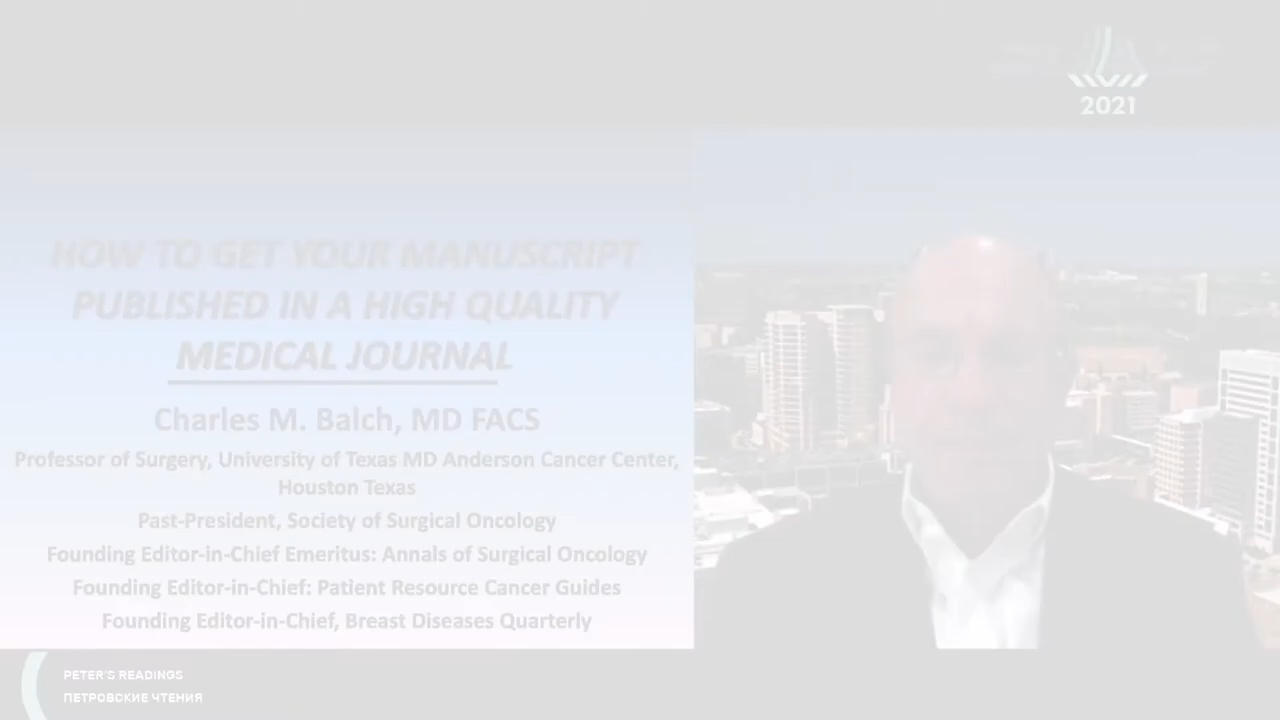 2021
HOW TO GET YOUR MANUSCRIPT
PUBLISHED IN A HIGH QUALITY
MEDICAL JOURNAL
Charles M. Balch, MD FACS
Professor of Surgery, University of Texas MD Anderson Cancer Center,
Houston Texas
Past-President, Society of Surgical Oncology
Founding Editor-in-Chief Emeritus: Annals of Surgical Oncology
Founding Editor-in-Chief: Patient Resource Cancer Guides
Founding Editor-in-Chief, Breast Diseases Quarterly
PETER'S READINGS
ПЕТРОВСКИЕ ЧТЕНИЯ